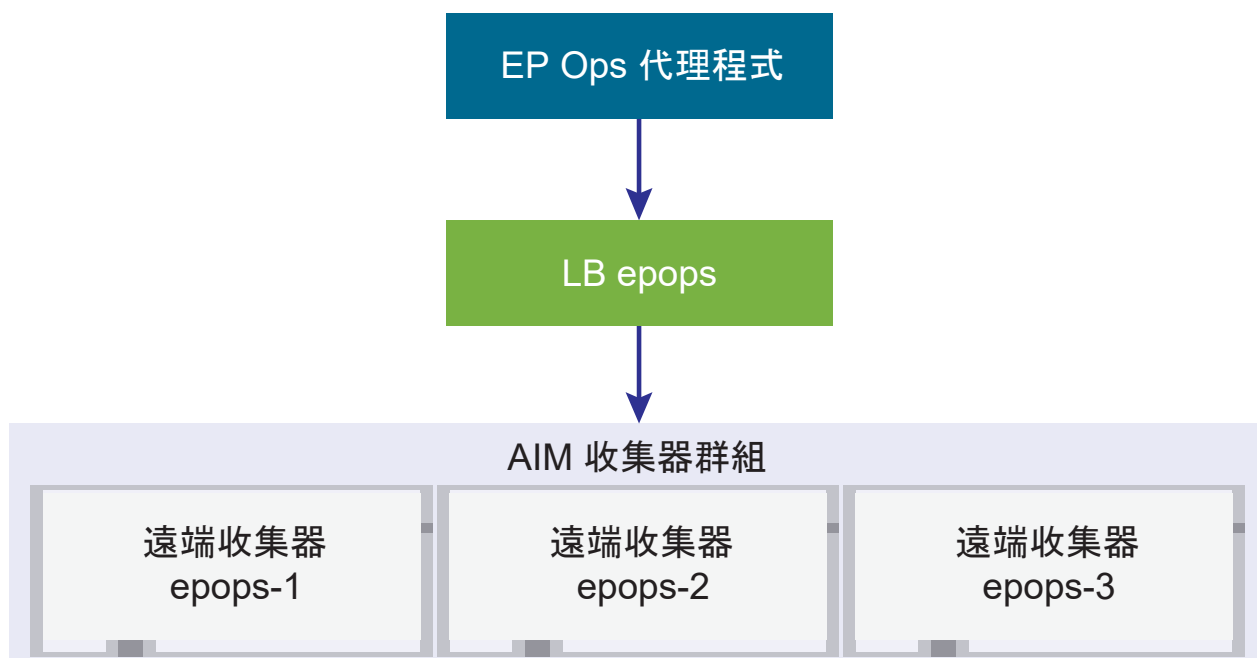 EP Ops 代理程式
LB epops
AIM 收集器群組
遠端收集器
epops-1
遠端收集器
epops-2
遠端收集器
epops-3